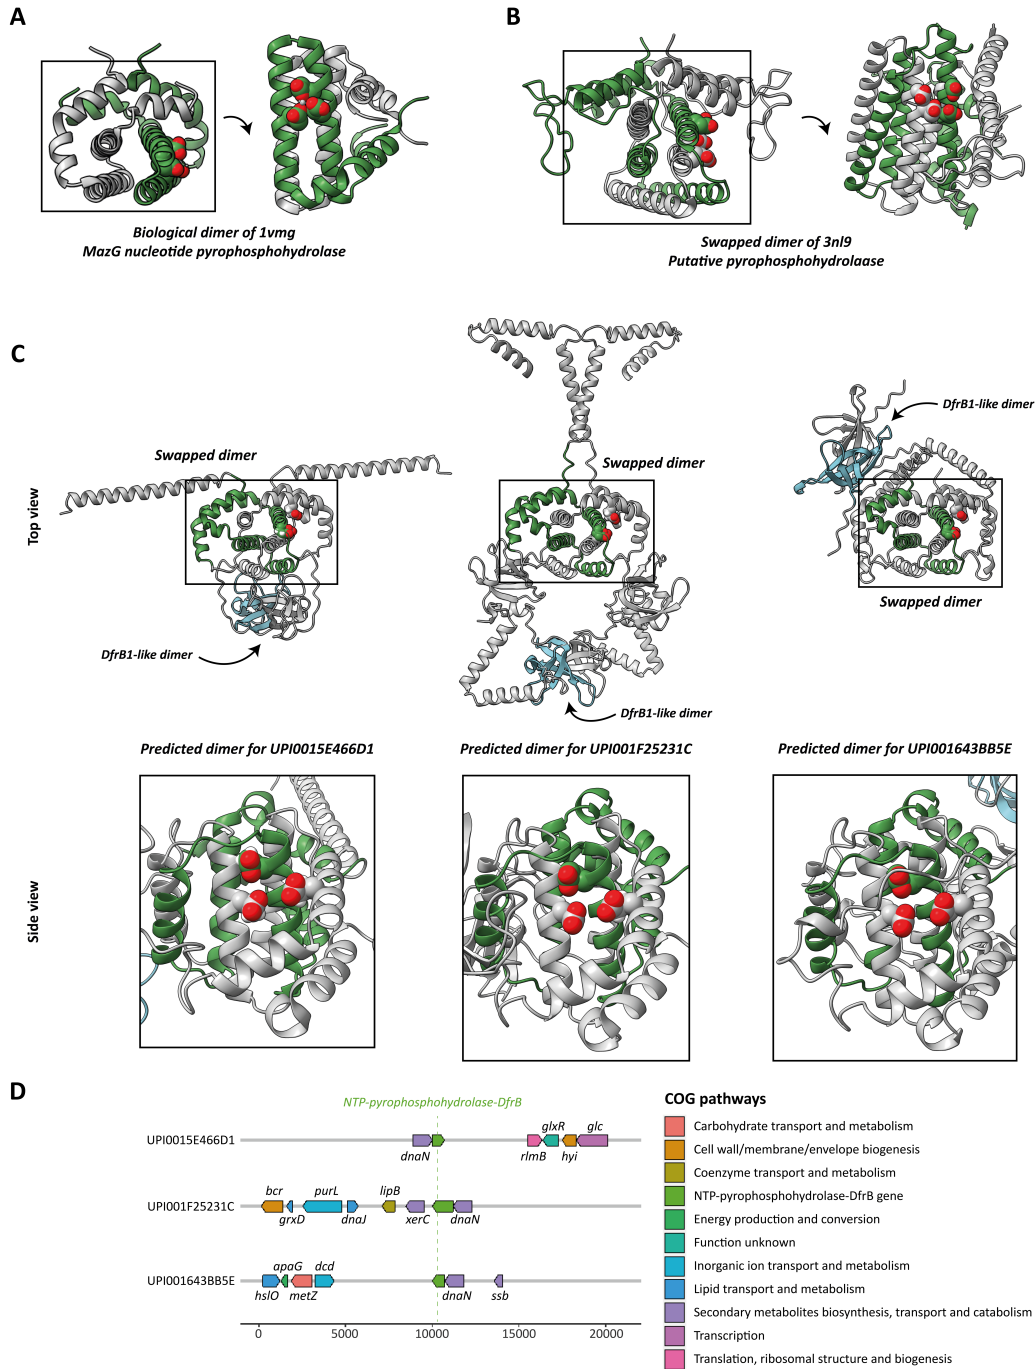 A
B
Biological dimer of 1vmg
MazG nucleotide pyrophosphohydrolase
Swapped dimer of 3nl9
Putative pyrophosphohydrolaase
C
Top view
Swapped dimer
DfrB1-like dimer
Swapped dimer
DfrB1-like dimer
DfrB1-like dimer
Swapped dimer
Predicted dimer for UPI0015E466D1
Predicted dimer for UPI001F25231C
Predicted dimer for UPI001643BB5E
Side view
D
NTP-pyrophosphohydrolase-DfrB
UPI0015E466D1
dnaN
rlmB
glxR
hyi
glc
UPI001F25231C
bcr
grxD
purL
dnaJ
lipB
xerC
dnaN
UPI001643BB5E
hslO
apaG
metZ
dcd
dnaN
ssb
0 5000 10000 15000 20000
COG pathways
Carbohydrate transport and metabolism
Cell wall/membrane/envelope biogenesis
Coenzyme transport and metabolism
NTP-pyrophosphohydrolase-DfrB gene
Energy production and conversion
Function unknown
Inorganic ion transport and metabolism
Lipid transport and metabolism
Secondary metabolites biosynthesis, transport and catabolism
Transcription
Translation, ribosomal structure and biogenesis